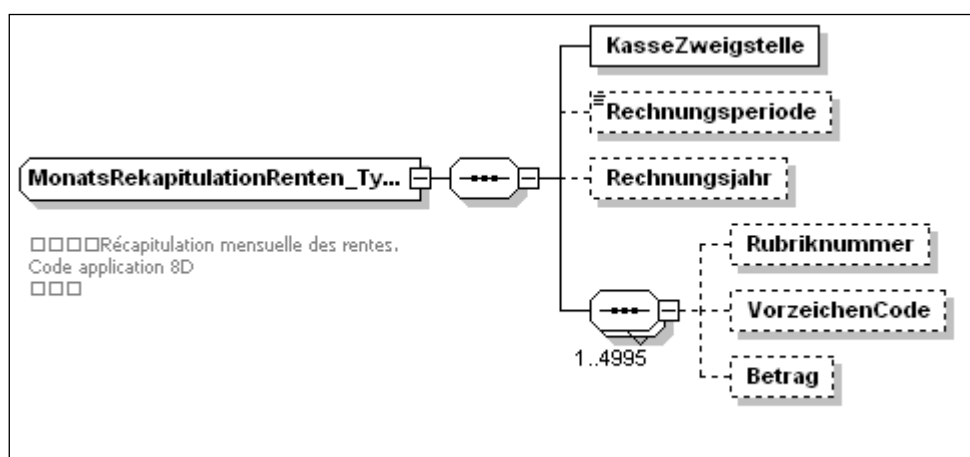 KasseZweigstelle
Rechnungsperiode
MonatsRekapitulationRenten_Ty...
Rechnungsjahr
□□□□Récapitulation mensuelle des rentes.
Code application 8D
□□□
Rubriknummer
VorzeichenCode
1..4995
Betrag